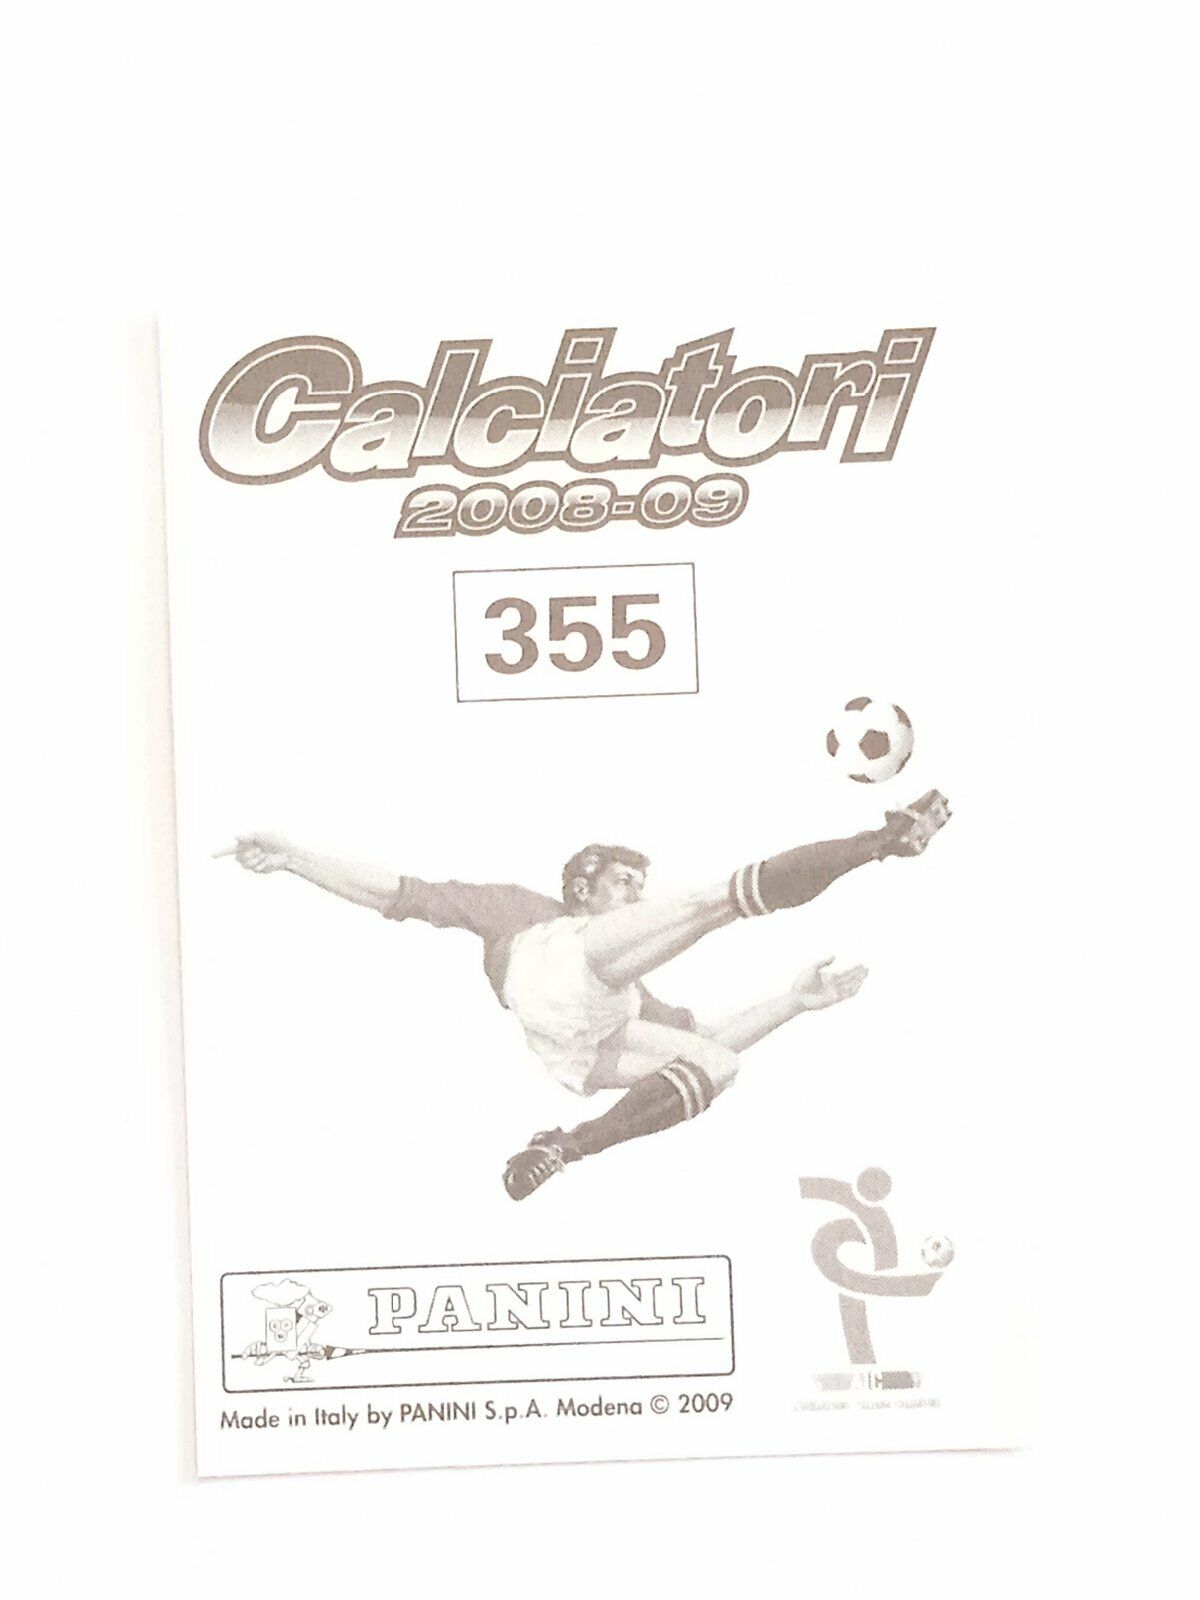 Calciatori
2008-09
355
PANINI
Made in Italy by PANINI S.p.A. Modena © 2009